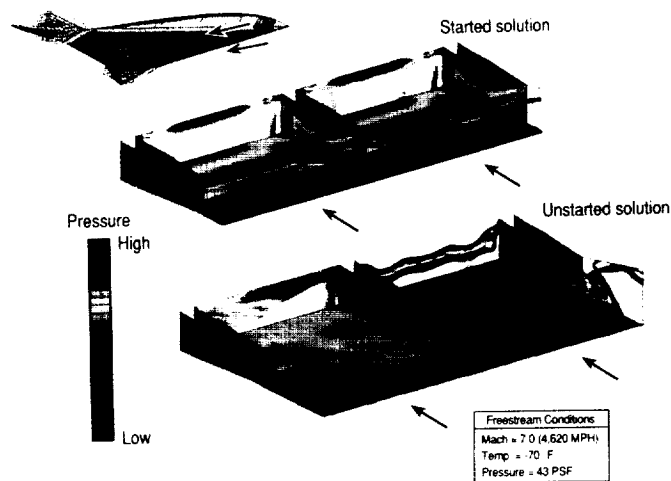 Started solution
Unstarted solution
Pressure
High
Low
Freestream Conditions
Mach = 7.0 (4,620 MPH)
Temp = -70 F
Pressure = 43 PSF